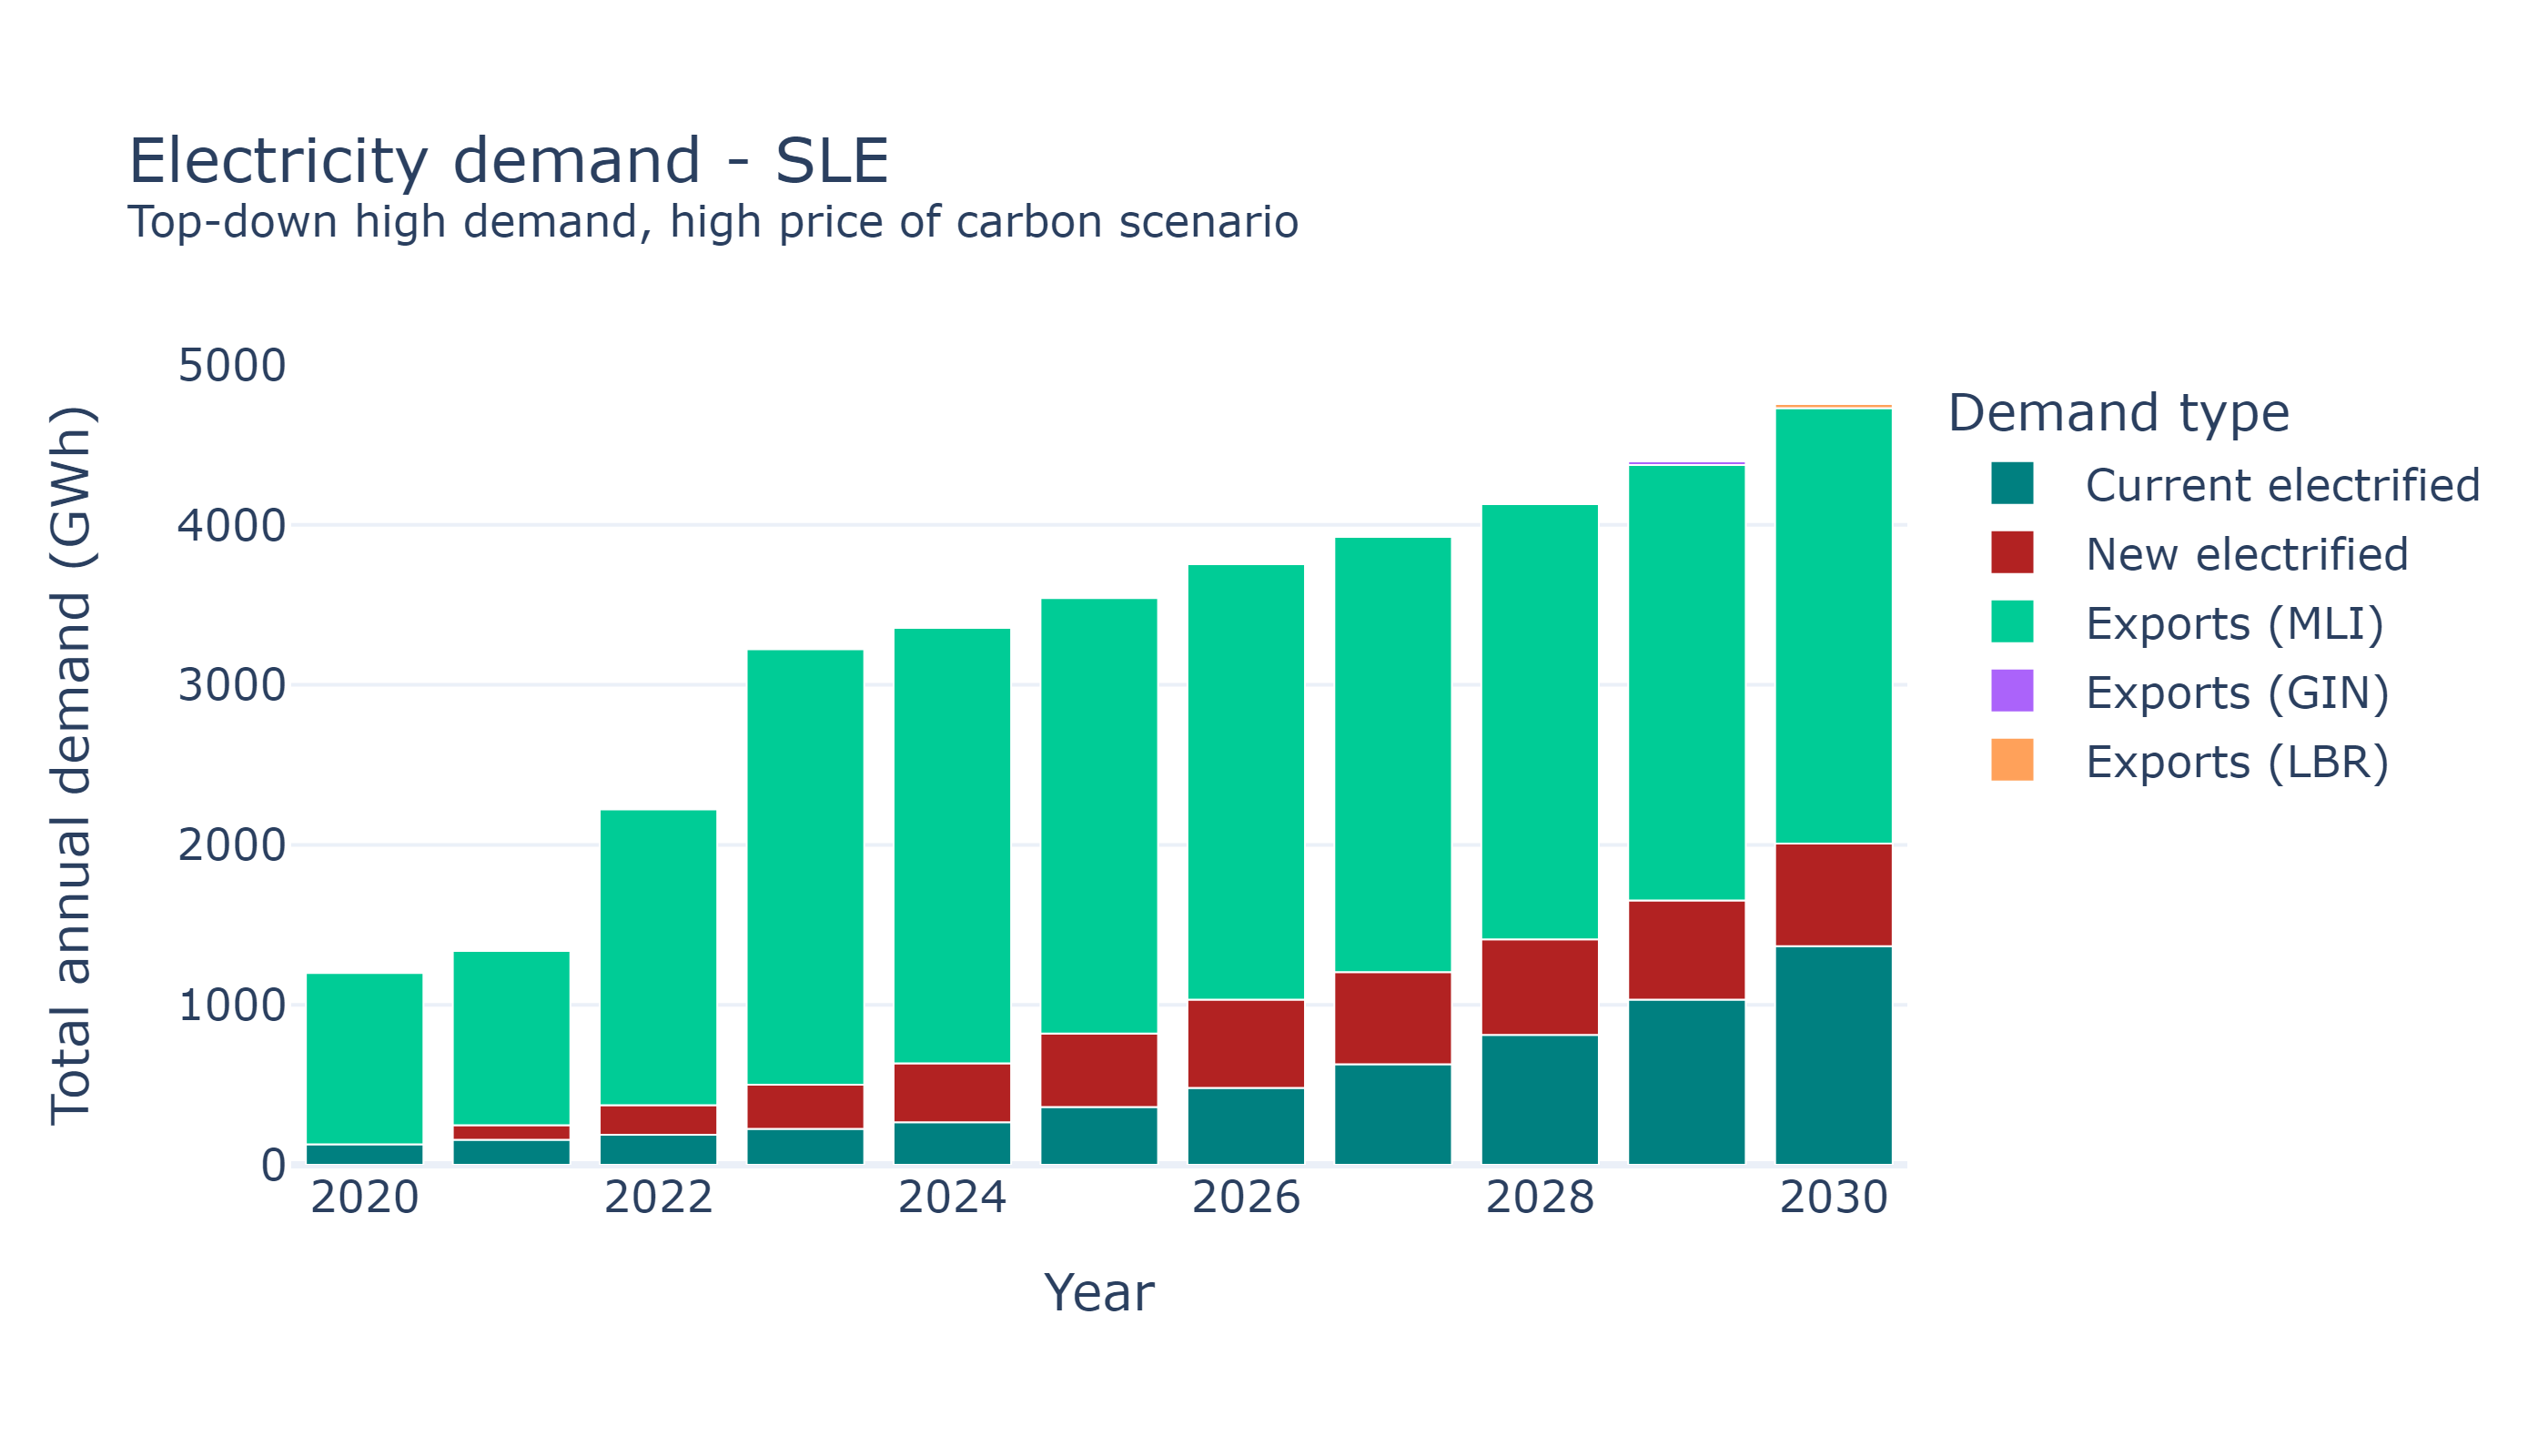 Electricity demand - SLE
Top-down high demand, high price of carbon scenario
Total annual demand (GWh)
5000
4000
3000
2000
1000
0
2020 2022 2024 2026 2028 2030
Year
Demand type
Current electrified
New electrified
Exports (MLI)
Exports (GIN)
Exports (LBR)